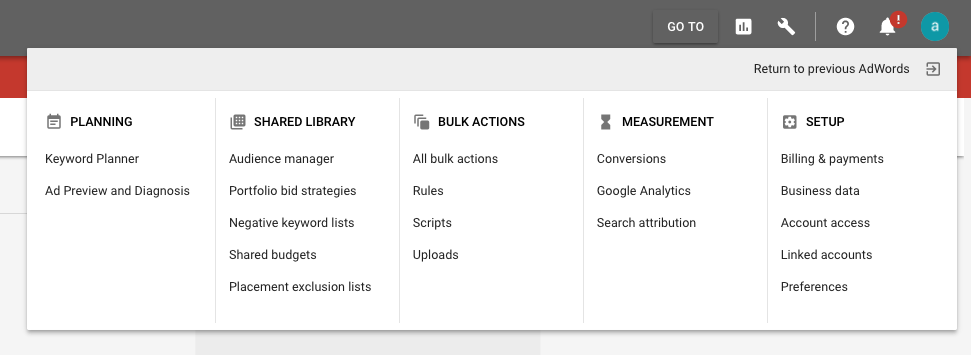 GO TO
!
a
Return to previous AdWords
PLANNING
Keyword Planner
Ad Preview and Diagnosis
SHARED LIBRARY
Audience manager
Portfolio bid strategies
Negative keyword lists
Shared budgets
Placement exclusion lists
BULK ACTIONS
All bulk actions
Rules
Scripts
Uploads
MEASUREMENT
Conversions
Google Analytics
Search attribution
SETUP
Billing & payments
Business data
Account access
Linked accounts
Preferences